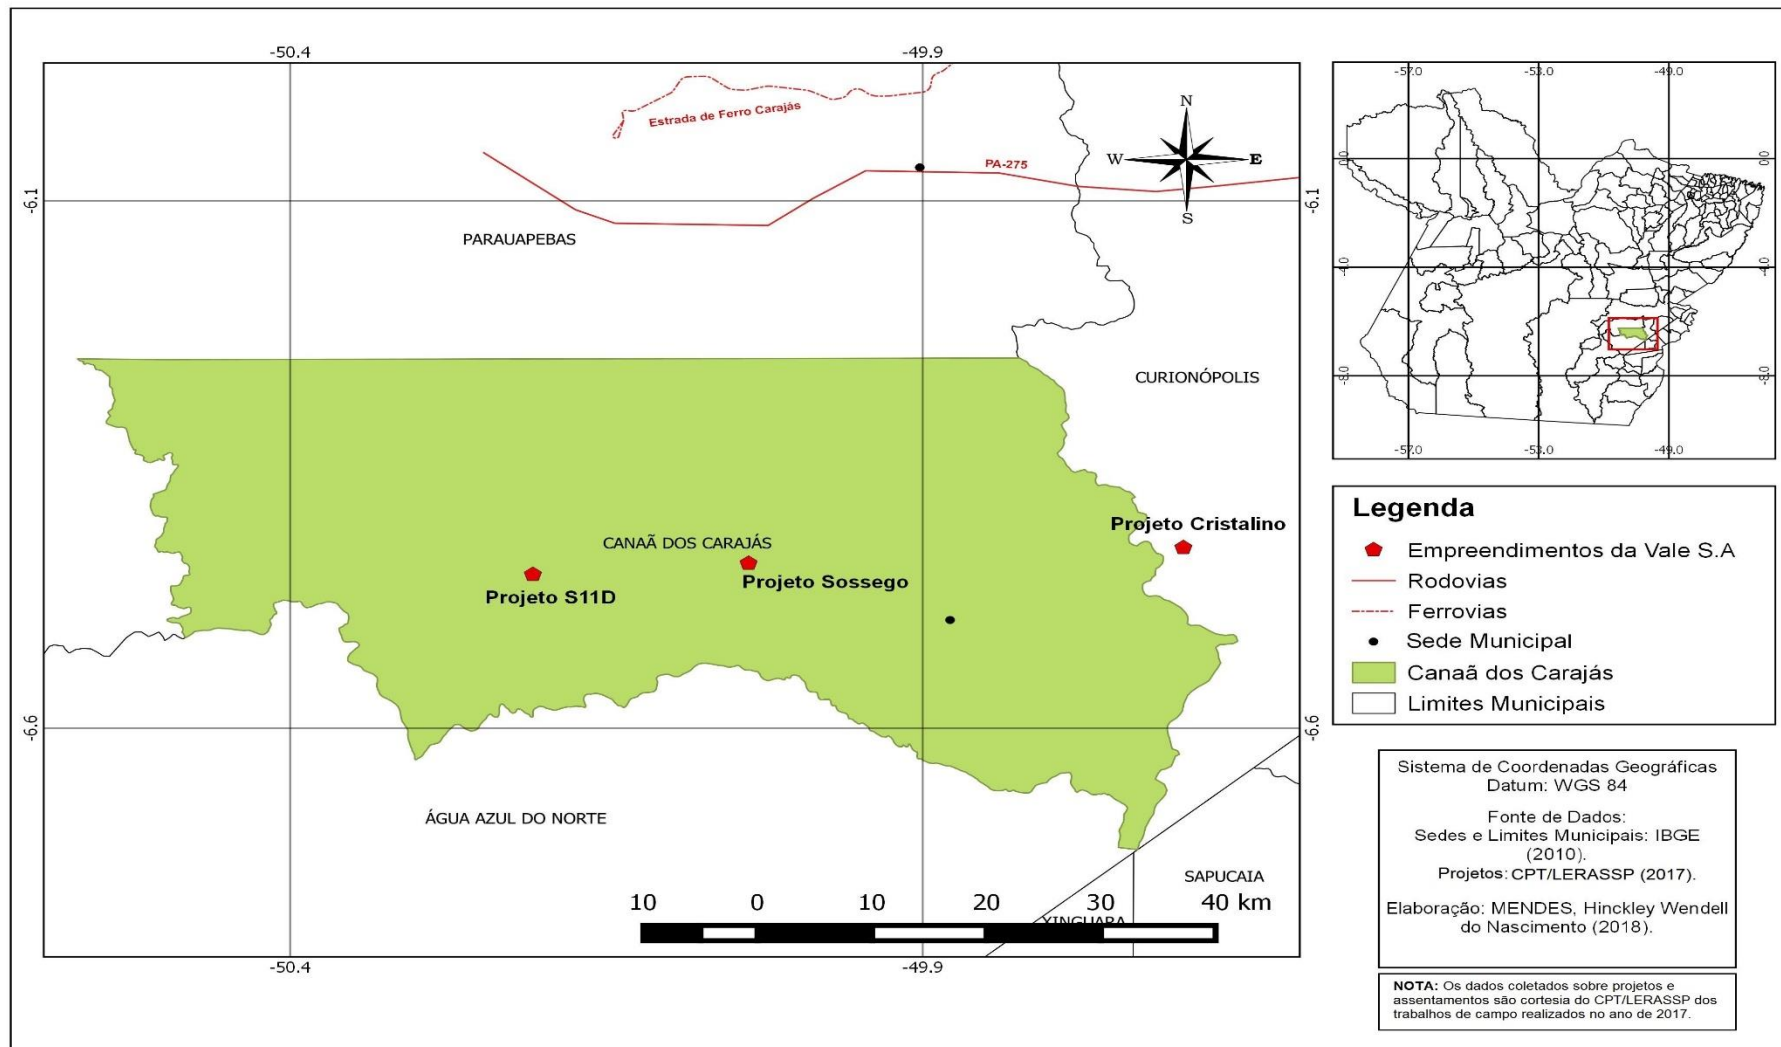 -50.4
-49.9
-6.1
-6.1
Estrada de Ferro Carajás
PA-275
N
W
E
S
PARAUAPEBAS
CURIONÓPOLIS
Projeto Cristalino
CANAÃ DOS CARAJÁS
Projeto Sossego
Projeto S11D
-6.6
-6.6
ÁGUA AZUL DO NORTE
SAPUCAIA
XINGUARA
10 0 10 20 30 40 km
-50.4
-49.9
-57.0
-53.0
-49.0
0.0
0.0
-4.0
-4.0
-8.0
-8.0
-57.0
-53.0
-49.0
Legenda
Empreendimentos da Vale S.A
Rodovias
Ferrovias
Sede Municipal
Canaã dos Carajás
Limites Municipais
Sistema de Coordenadas Geográficas
Datum: WGS 84
Fonte de Dados:
Sedes e Limites Municipais: IBGE
(2010).
Projetos: CPT/LERASSP (2017).
Elaboração: MENDES, Hinckley Wendell
do Nascimento (2018).
NOTA: Os dados coletados sobre projetos e
assentamentos são cortesia do CPT/LERASSP dos
trabalhos de campo realizados no ano de 2017.